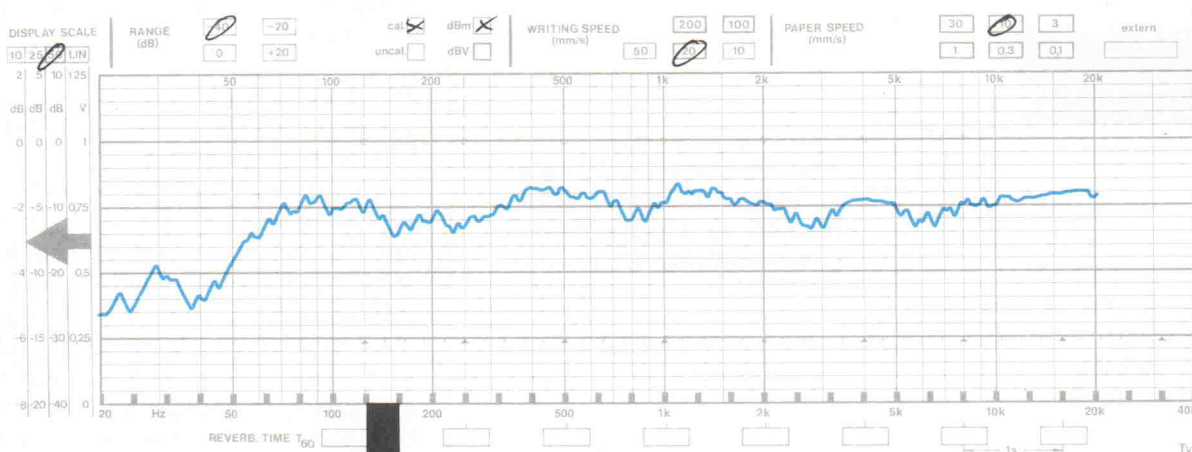 DISPLAY SCALE RANGE (dB) 40 -20 cal. dBm WRITING SPEED (mm/s) 200 100 PAPER SPEED (mm/s) 30 10 3 extern
10 25 50 LIN 0 +20 uncal. dBV 50 20 10 1 0.3 0.1
2 5 10 1.25 50 100 200 500 1k 2k 5k 10k 20k
dB dB dB V
0 0 0 1
-2 -5 -10 0,75
-4 -10 -20 0,5
-6 -15 -30 0,25
-8 -20 -40 0
20 Hz 50 100 200 500 1k 2k 5k 10k 20k
REVERB. TIME T60 1s